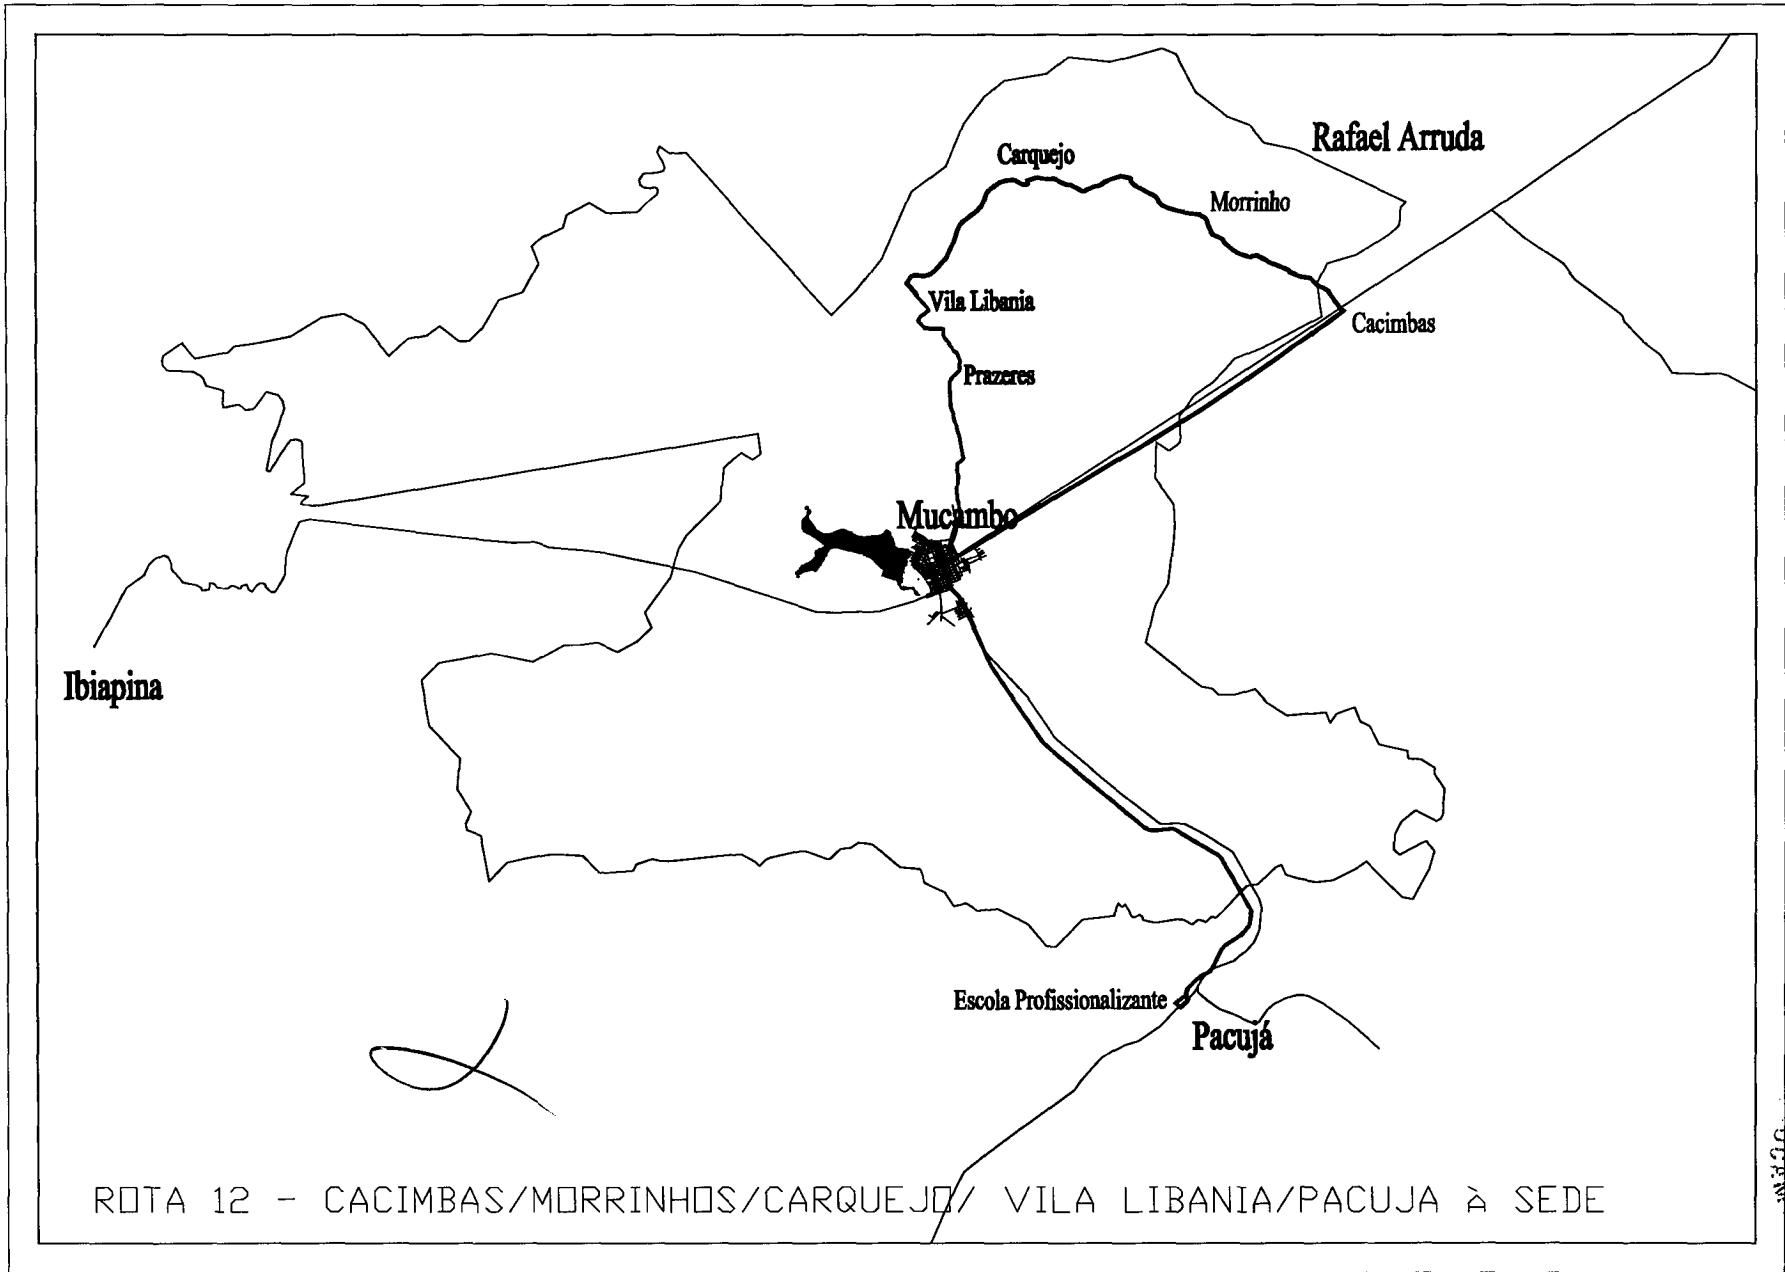 Rafael Arruda
Carquejo
Morrinho
Vila Libania
Cacimbas
Prazeres
Mucambo
Ibiapina
Escola Profissionalizante
Pacujá
ROTA 12 - CACIMBAS/MORRINHOS/CARQUEJO/ VILA LIBANIA/PACUJA à SEDE